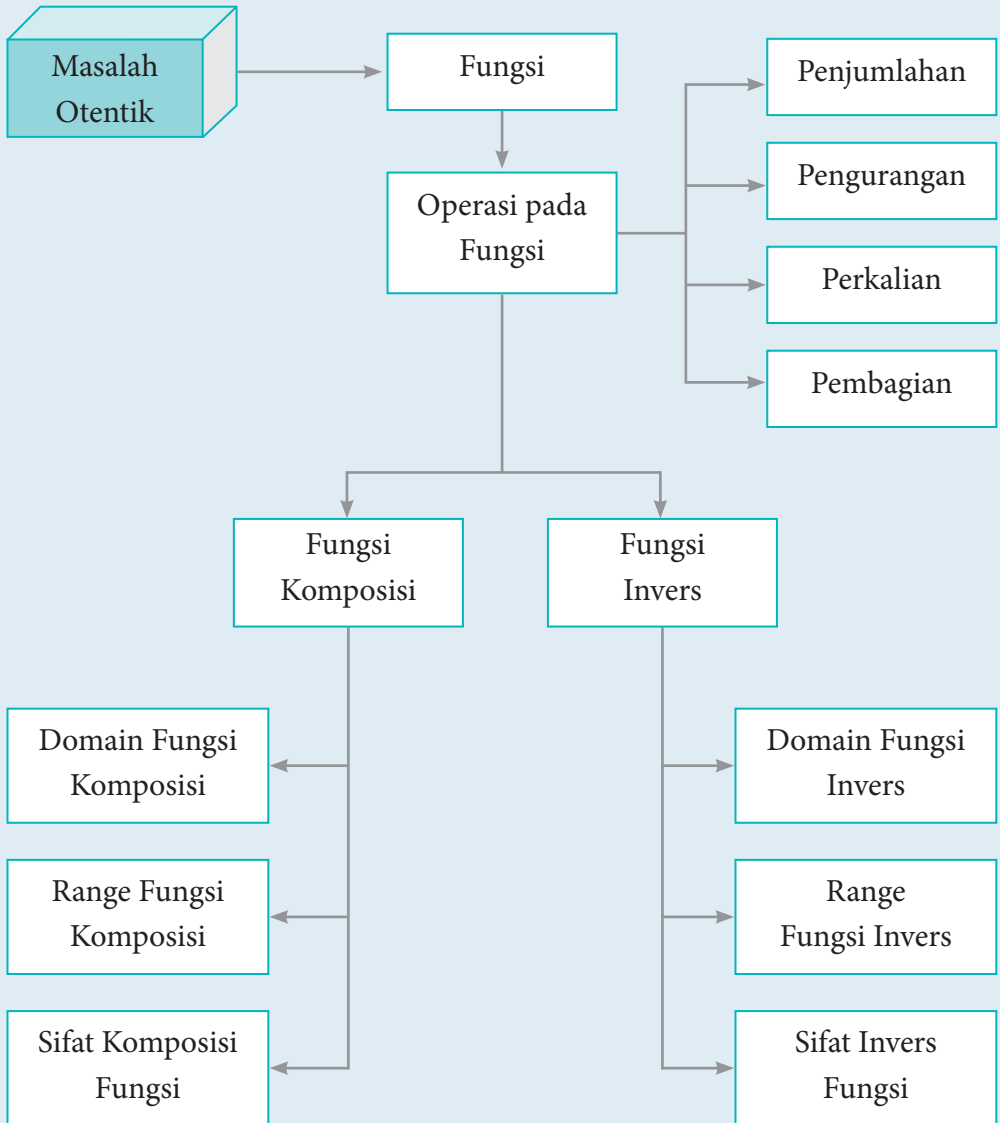 Masalah
Otentik
Fungsi
Penjumlahan
Pengurangan
Operasi pada
Fungsi
Perkalian
Pembagian
Fungsi
Komposisi
Fungsi
Invers
Domain Fungsi
Komposisi
Domain Fungsi
Invers
Range Fungsi
Komposisi
Range
Fungsi Invers
Sifat Komposisi
Fungsi
Sifat Invers
Fungsi